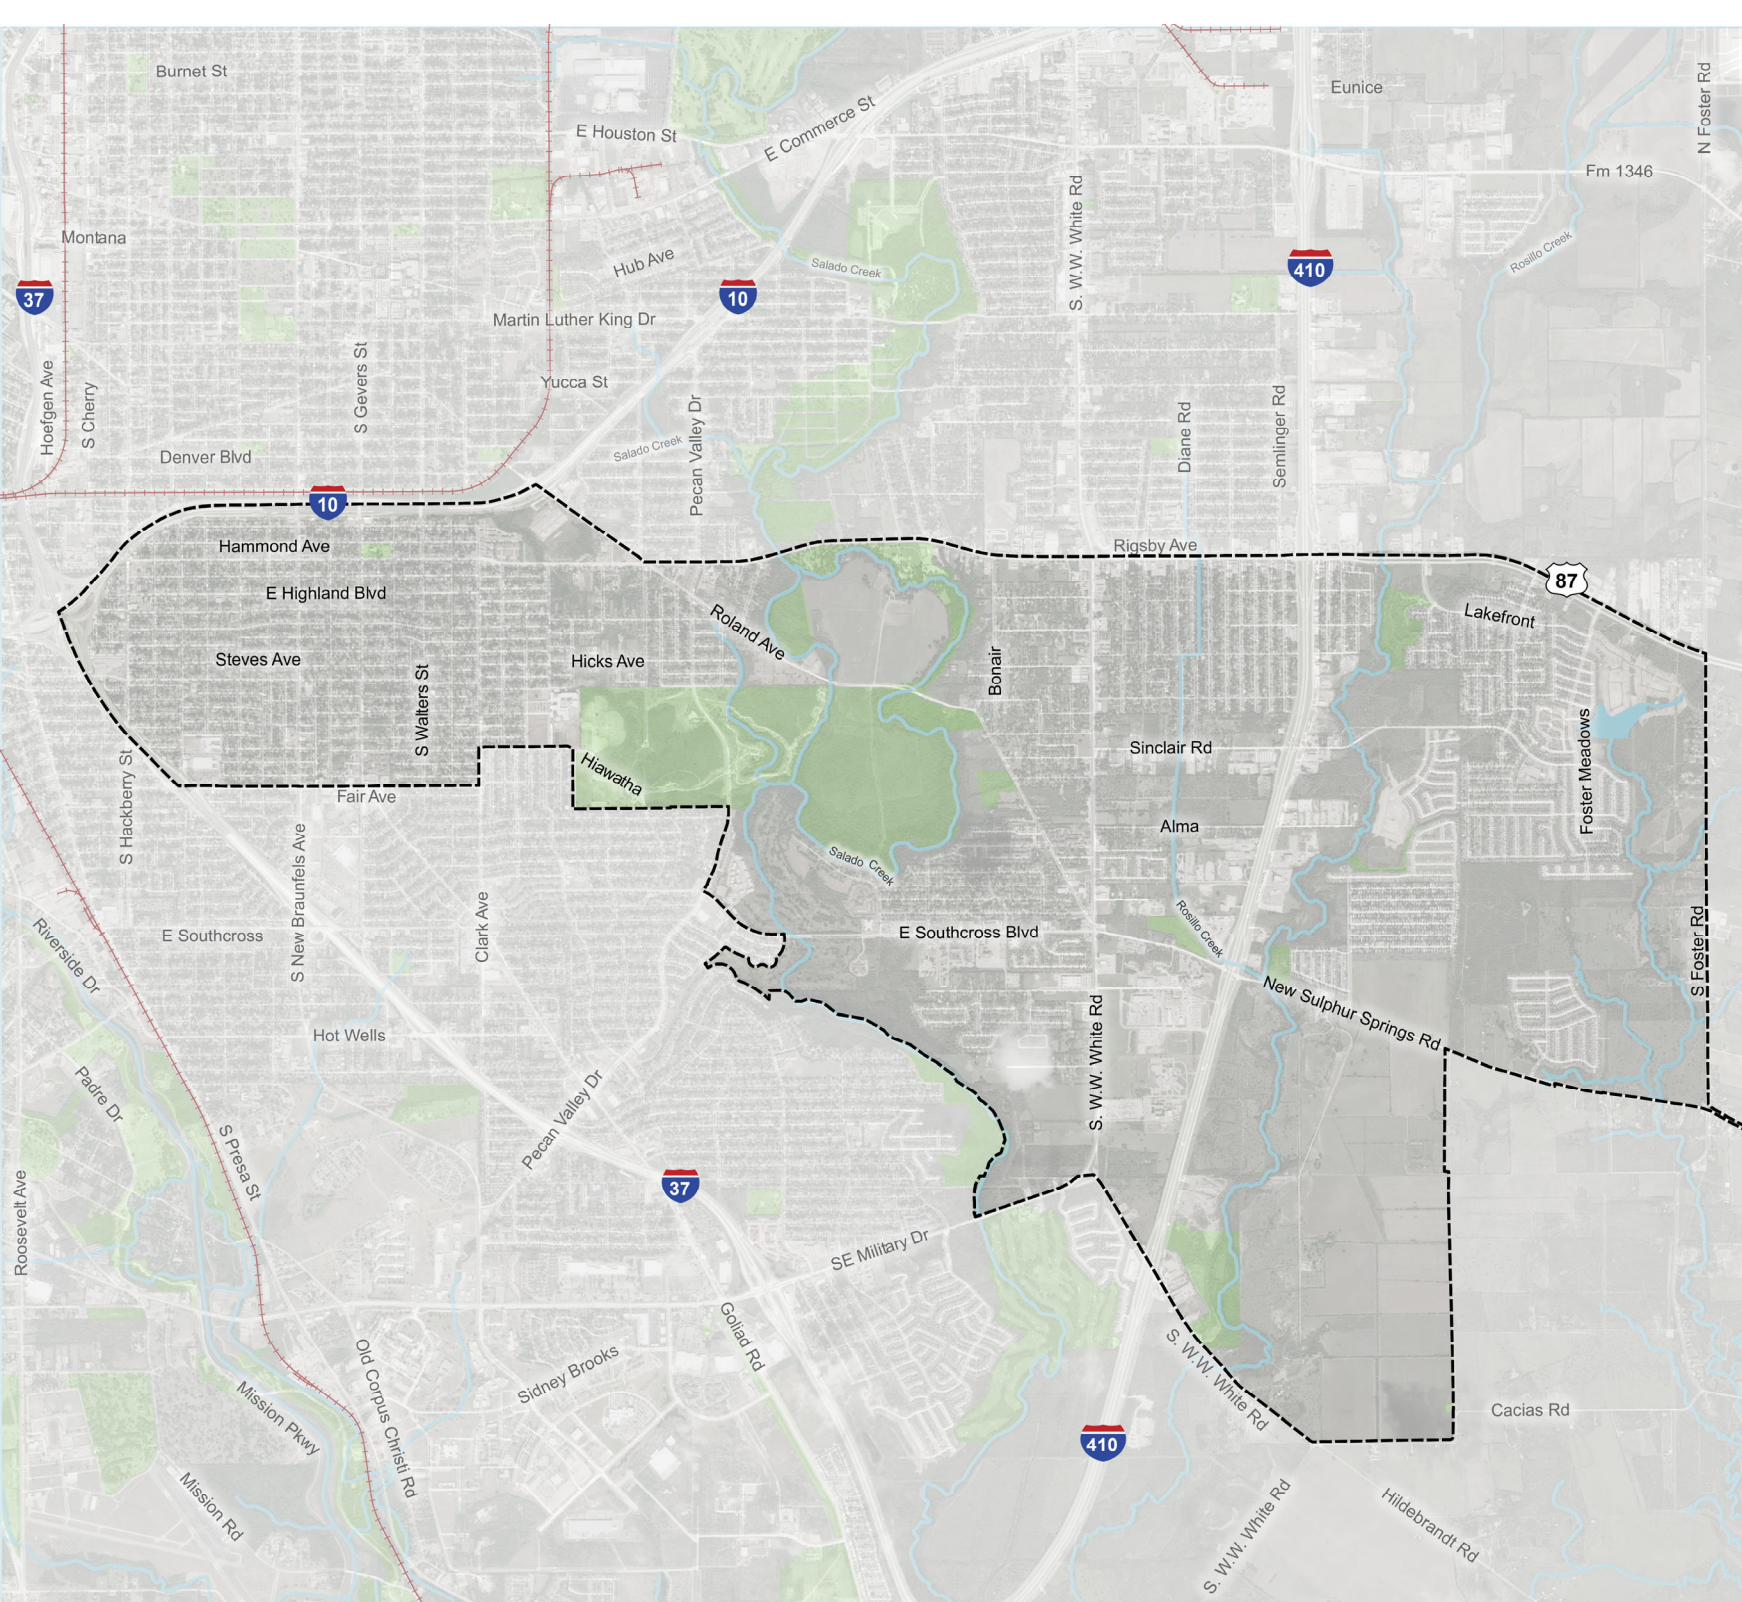 Burnet St
Eunice
N Foster Rd
E Commerce St
E Houston St
Fm 1346
Montana
S. W.W. White Rd
Hub Ave
Salado Creek
Rosillo Creek
410
37
10
Martin Luther King Dr
Yucca St
Hoefgen Ave
S Cherry
S Gevers St
Pecan Valley Dr
Diane Rd
Semlinger Rd
Denver Blvd
Salado Creek
10
Hammond Ave
Rigsby Ave
87
E Highland Blvd
Lakefront
Roland Ave
Steves Ave
Hicks Ave
Bonair
S Walters St
Sinclair Rd
Foster Meadows
Hiawatha
Fair Ave
S Hackberry St
Alma
Salado Creek
S New Braunfels Ave
Clark Ave
E Southcross
E Southcross Blvd
Rosillo Creek
S Foster Rd
Riverside Dr
New Sulphur Springs Rd
Hot Wells
S. W.W. White Rd
Padre Dr
Pecan Valley Dr
S Presa St
37
Roosevelt Ave
SE Military Dr
Goliad Rd
Old Corpus Christi Rd
Sidney Brooks
S. W.W. White Rd
Mission Pkwy
Cacias Rd
410
Mission Rd
S. W.W. White Rd
Hildebrandt Rd